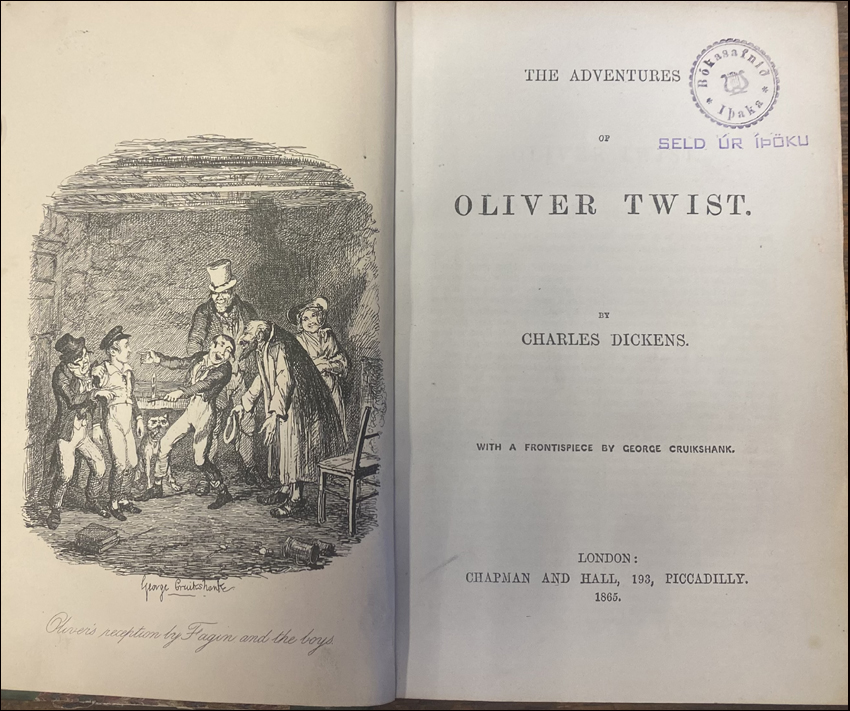 George Cruikshank
Oliver's reception by Fagin and the boys.
THE ADVENTURES
OF
OLIVER TWIST.
BY
CHARLES DICKENS.
WITH A FRONTISPIECE BY GEORGE CRUIKSHANK.
LONDON:
CHAPMAN AND HALL, 193, PICCADILLY.
1865.
Bókasafnið
* Íþaka *
SELD ÚR ÍÞÖKU